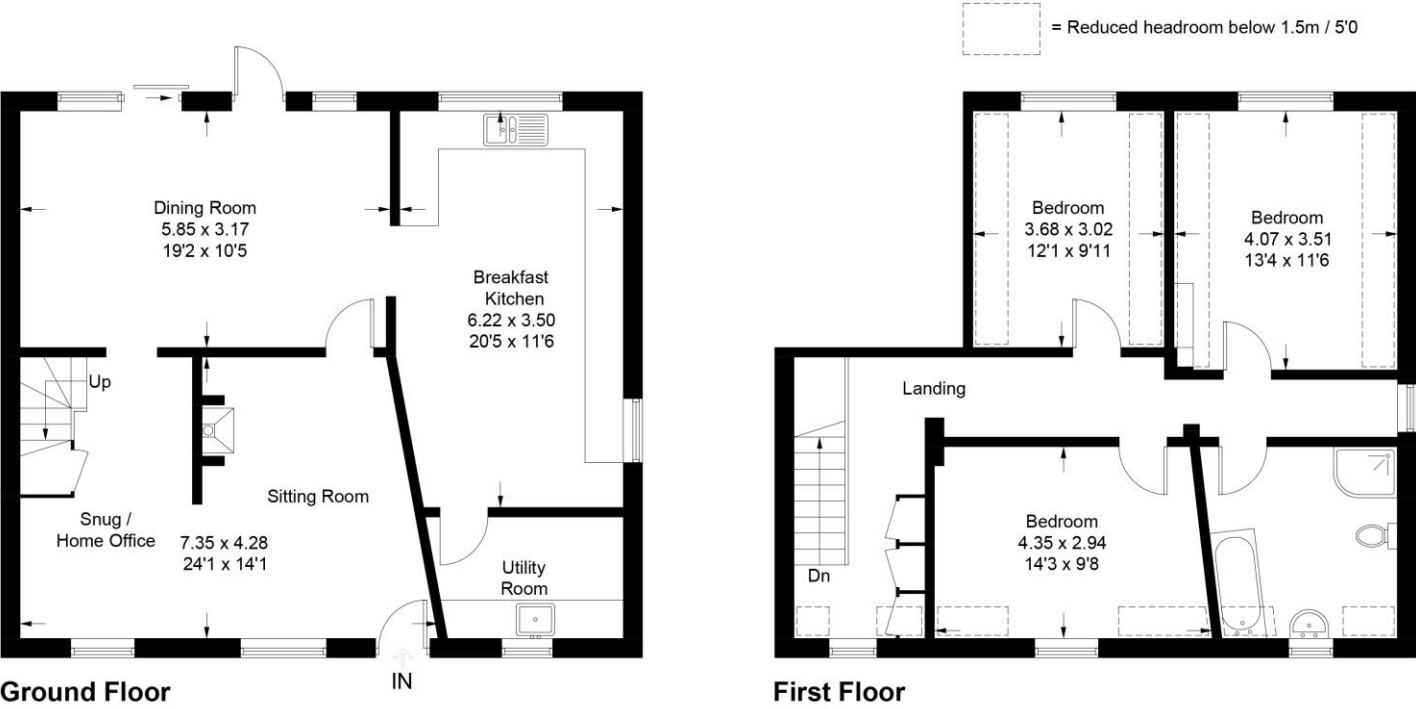 = Reduced headroom below 1.5m / 5'0
Dining Room
5.85 x 3.17
19'2 x 10'5
Breakfast
Kitchen
6.22 x 3.50
20'5 x 11'6
Up
Sitting Room
Snug /
Home Office
7.35 x 4.28
24'1 x 14'1
Utility
Room
IN
Ground Floor
Bedroom
3.68 x 3.02
12'1 x 9'11
Bedroom
4.07 x 3.51
13'4 x 11'6
Landing
Bedroom
4.35 x 2.94
14'3 x 9'8
Dn
First Floor